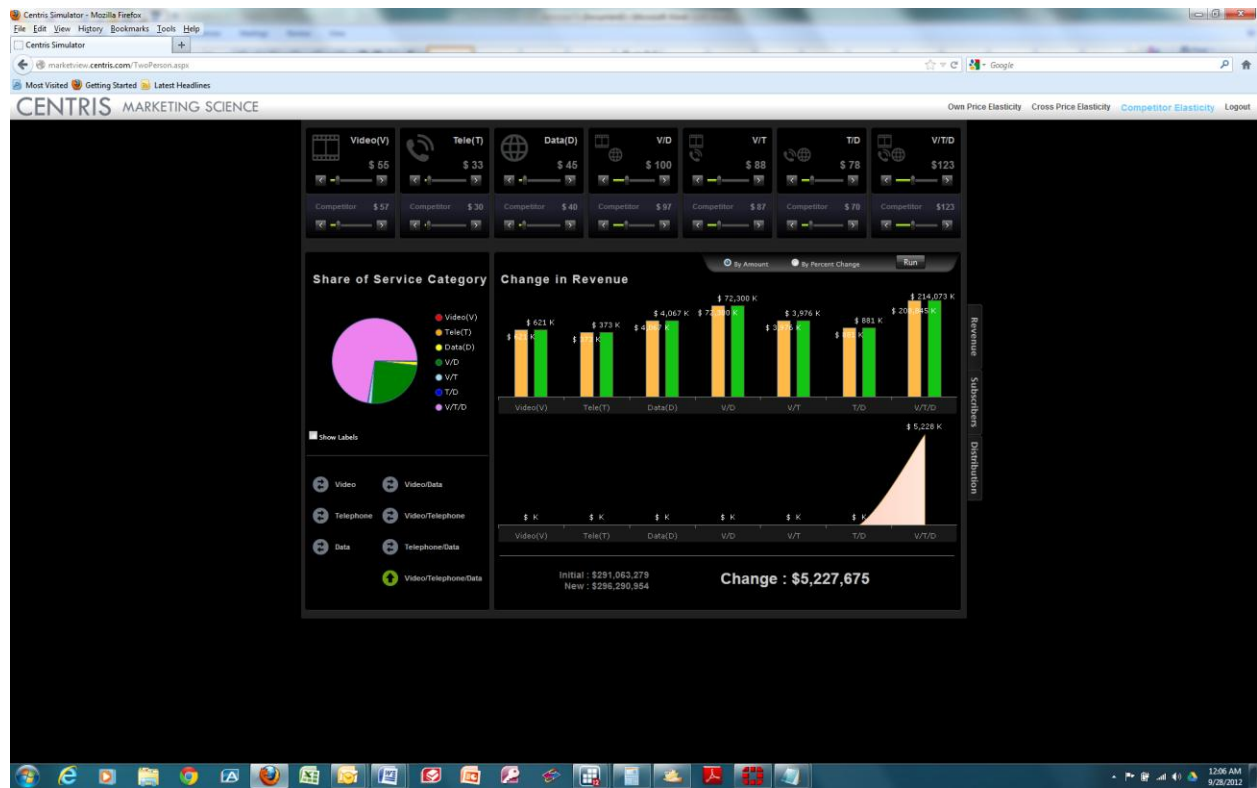 Centris Simulator - Mozilla Firefox
File Edit View History Bookmarks Tools Help
Centris Simulator +
marketview.centris.com/TwoPerson.aspx Google
Most Visited Getting Started Latest Headlines
CENTRIS MARKETING SCIENCE Own Price Elasticity Cross Price Elasticity Competitor Elasticity Logout
Video(V) Tele(T) Data(D) V/D V/T T/D V/T/D
$ 55 $ 33 $ 45 $ 100 $ 88 $ 78 $123
Competitor $ 57 Competitor $ 30 Competitor $ 40 Competitor $ 97 Competitor $ 87 Competitor $ 70 Competitor $123
By Amount By Percent Change Run
Share of Service Category
Video(V)
Tele(T)
Data(D)
V/D
V/T
T/D
V/T/D
Show Labels
Video Video/Data
Telephone Video/Telephone
Data Telephone/Data
Video/Telephone/Data
Change in Revenue
$ 621 K $ 373 K $ 4,067 K $ 72,300 K $ 3,976 K $ 881 K $ 214,073 K
Video(V) Tele(T) Data(D) V/D V/T T/D V/T/D
$ 5,228 K
$ K $ K $ K $ K $ K $ K
Video(V) Tele(T) Data(D) V/D V/T T/D V/T/D
Initial : $291,063,279
New : $296,290,954
Change : $5,227,675
Revenue
Subscribers
Distribution
12:06 AM
9/28/2012